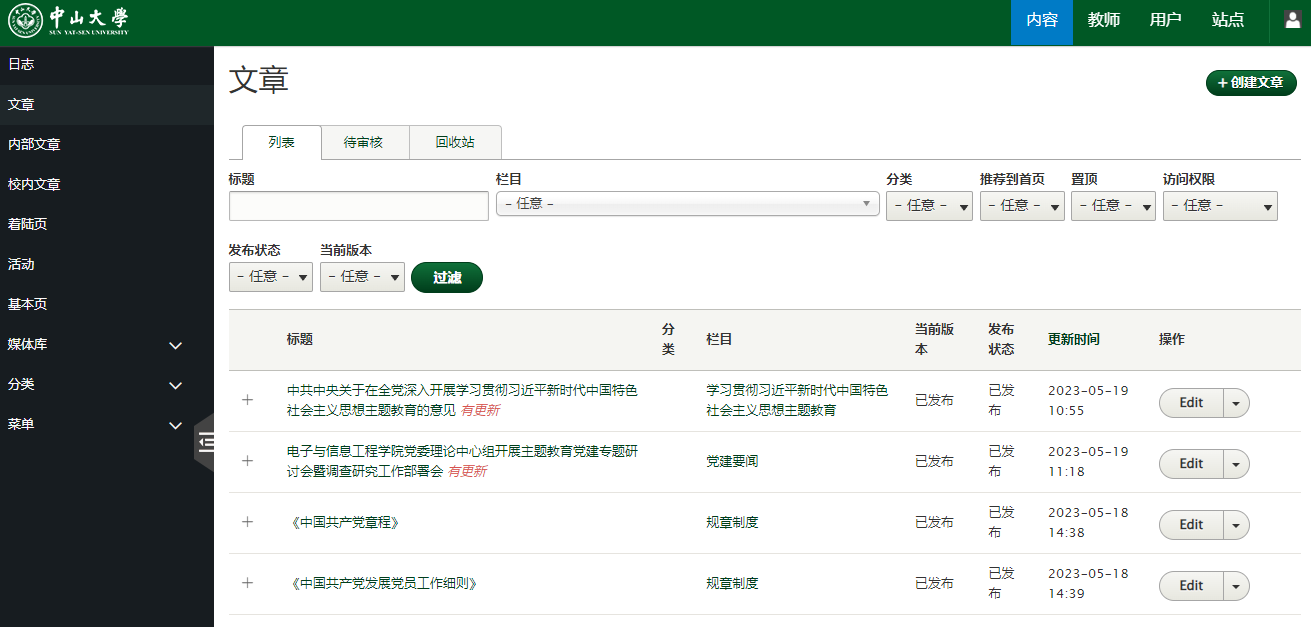 中山大學
SUN YAT-SEN UNIVERSITY
内容 教师 用户 站点
日志
文章
内部文章
校内文章
着陆页
活动
基本页
媒体库
分类
菜单
文章
+ 创建文章
列表 待审核 回收站
标题 栏目 分类 推荐到首页 置顶 访问权限
- 任意 - - 任意 - - 任意 - - 任意 - - 任意 -
发布状态 当前版本
- 任意 - - 任意 - 过滤
标题 分类 栏目 当前版本 发布状态 更新时间 操作
中共中央关于在全党深入开展学习贯彻习近平新时代中国特色
社会主义思想主题教育的意见 有更新
学习贯彻习近平新时代中国特色
社会主义思想主题教育
已发布
已发
布
2023-05-19
10:55
Edit
电子与信息工程学院党委理论中心组开展主题教育党建专题研
讨会暨调查研究工作部署会 有更新
党建要闻
已发布
已发
布
2023-05-19
11:18
Edit
《中国共产党章程》
规章制度
已发布
已发
布
2023-05-18
14:38
Edit
《中国共产党发展党员工作细则》
规章制度
已发布
已发
布
2023-05-18
14:39
Edit